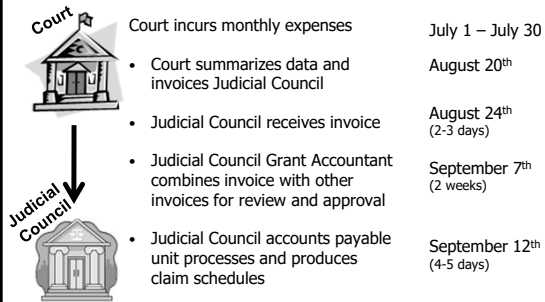 Court
Court incurs monthly expenses
July 1 – July 30
• Court summarizes data and
invoices Judicial Council
August 20th
• Judicial Council receives invoice
August 24th
(2-3 days)
• Judicial Council Grant Accountant
combines invoice with other
invoices for review and approval
September 7th
(2 weeks)
Judicial
Council
• Judicial Council accounts payable
unit processes and produces
claim schedules
September 12th
(4-5 days)